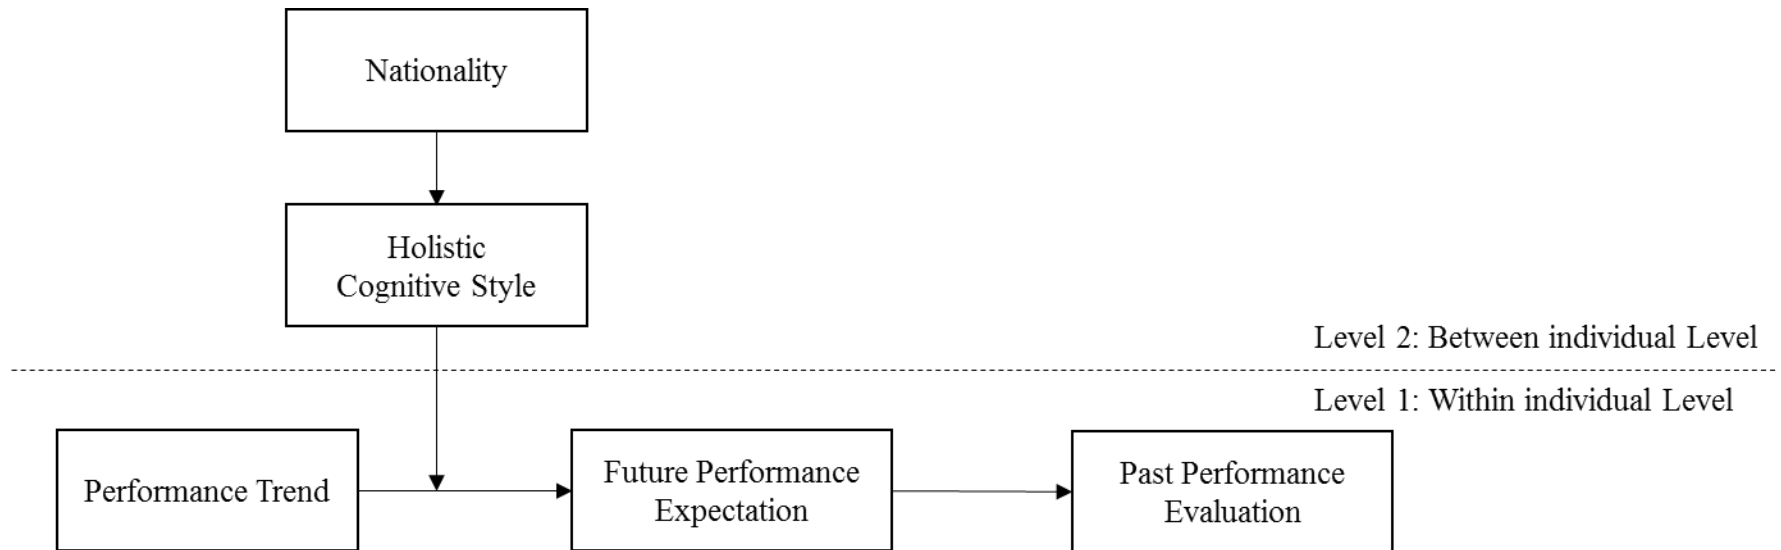 Nationality
Holistic
Cognitive Style
Level 2: Between individual Level
Level 1: Within individual Level
Performance Trend
Future Performance
Expectation
Past Performance
Evaluation